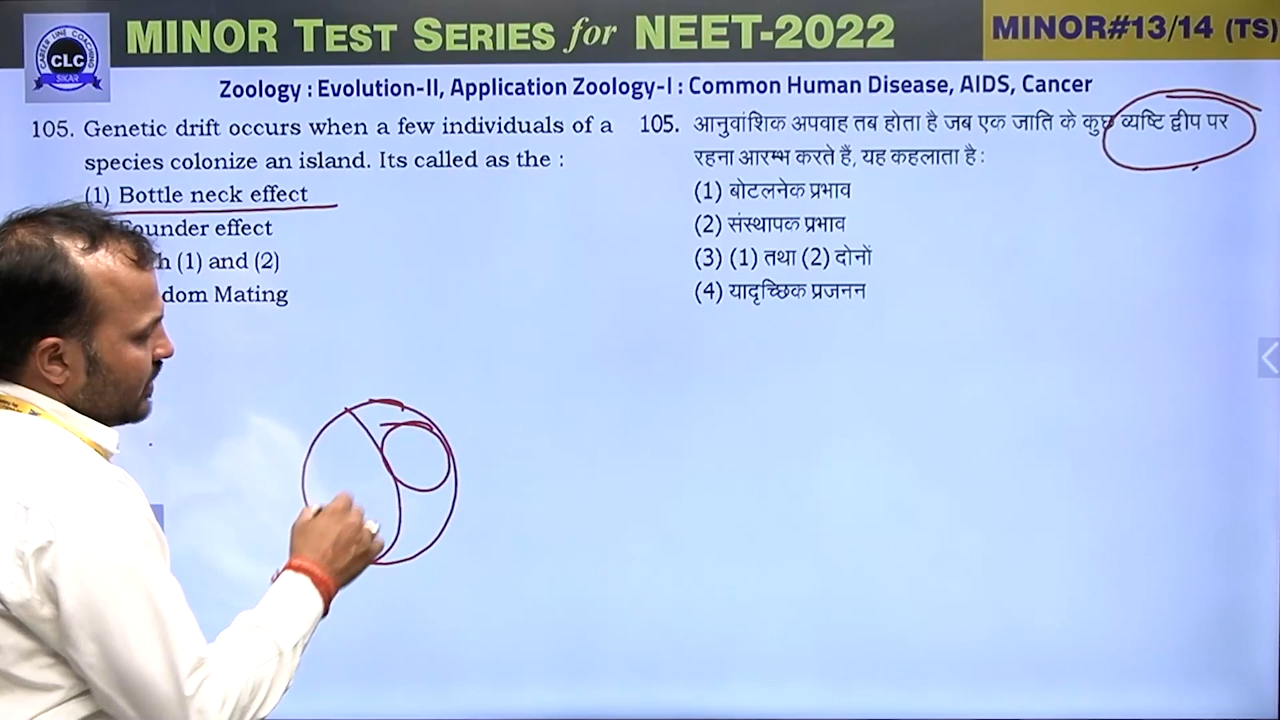 CAREER LINE COACHING
CLC
SIKAR
MINOR TEST SERIES for NEET-2022
MINOR#13/14 (TS)
Zoology : Evolution-II, Application Zoology-I : Common Human Disease, AIDS, Cancer
105. Genetic drift occurs when a few individuals of a
species colonize an island. Its called as the :
(1) Bottle neck effect
Founder effect
(1) and (2)
Mating
105. आनुवांशिक अपवाह तब होता है जब एक जाति के कुछ व्यष्टि द्वीप पर
रहना आरम्भ करते हैं, यह कहलाता है :
(1) बोटलनेक प्रभाव
(2) संस्थापक प्रभाव
(3) (1) तथा (2) दोनों
(4) यादृच्छिक प्रजनन